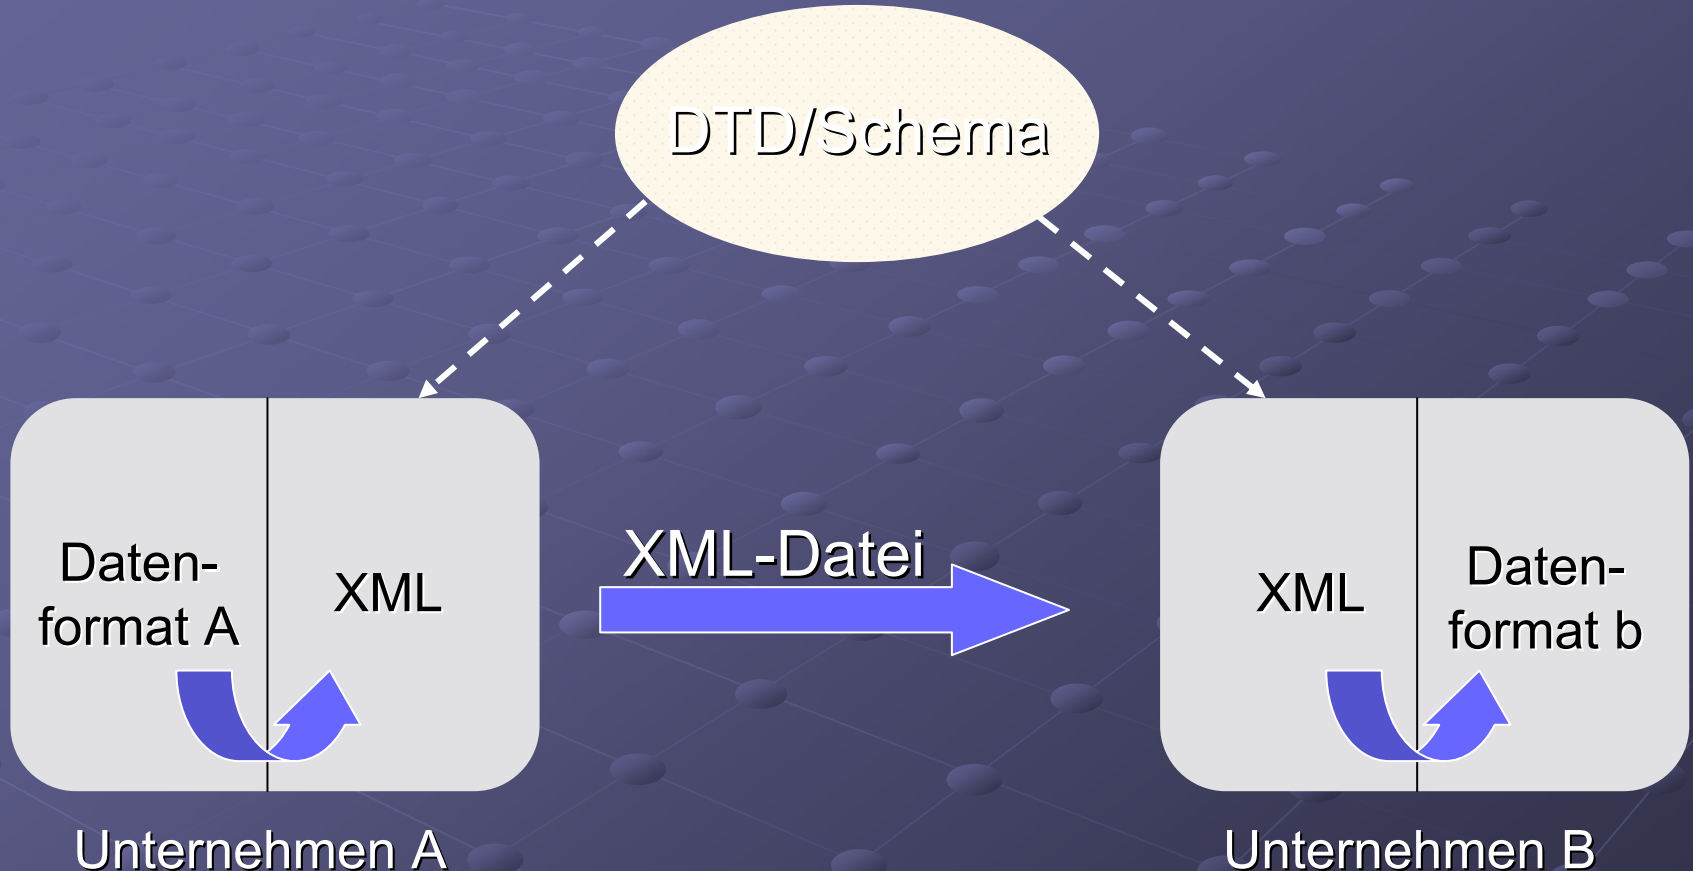 DTD/Schema
Daten-
format A
XML
XML-Datei
XML
Daten-
format b
Unternehmen A
Unternehmen B